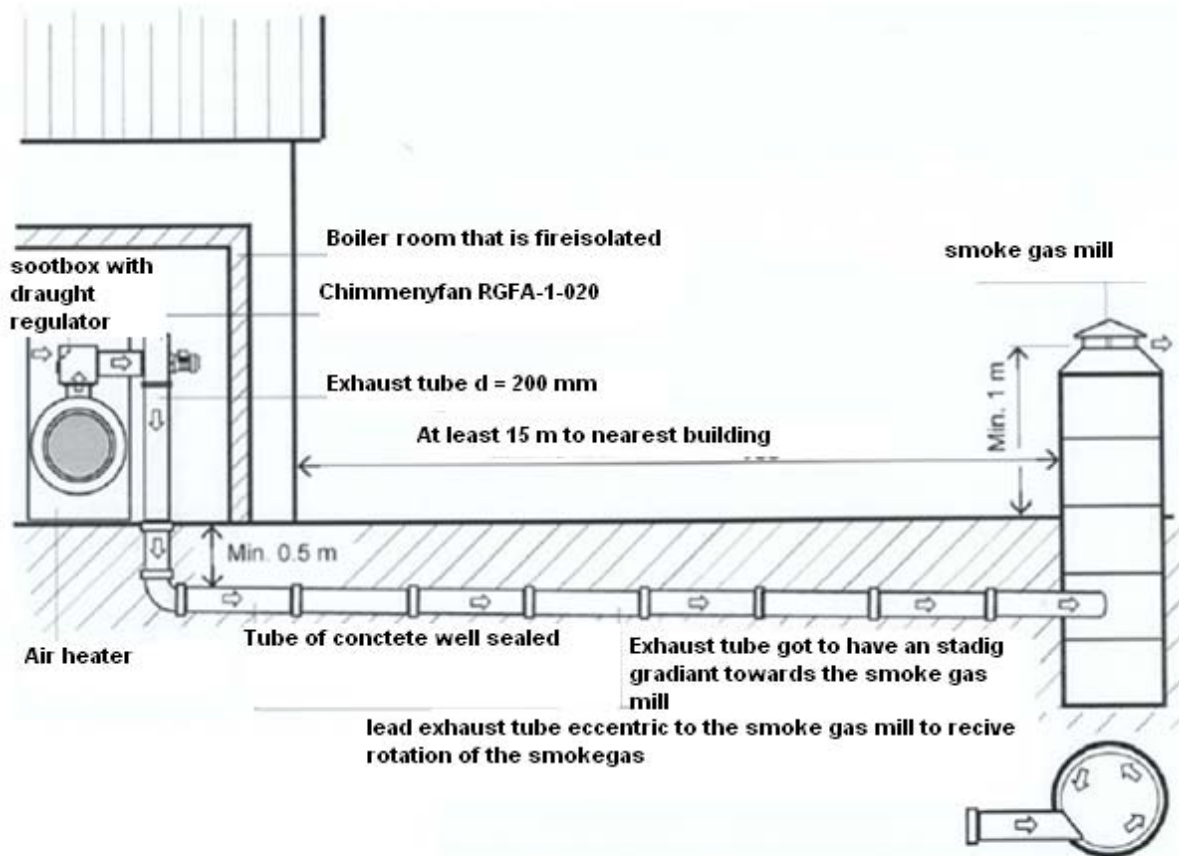 Boiler room that is fireisolated
smoke gas mill
sootbox with
draught
regulator
Chimmenyfan RGFA-1-020
Exhaust tube d = 200 mm
Min. 1 m
At least 15 m to nearest building
Min. 0.5 m
Tube of conctete well sealed
Air heater
Exhaust tube got to have an stadig
gradiant towards the smoke gas
mill
lead exhaust tube eccentric to the smoke gas mill to recive
rotation of the smokegas